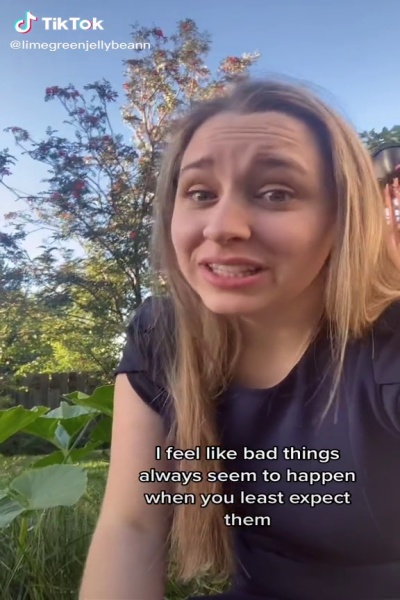 TikTok
@limegreenjellybeann
I feel like bad things
always seem to happen
when you least expect
them